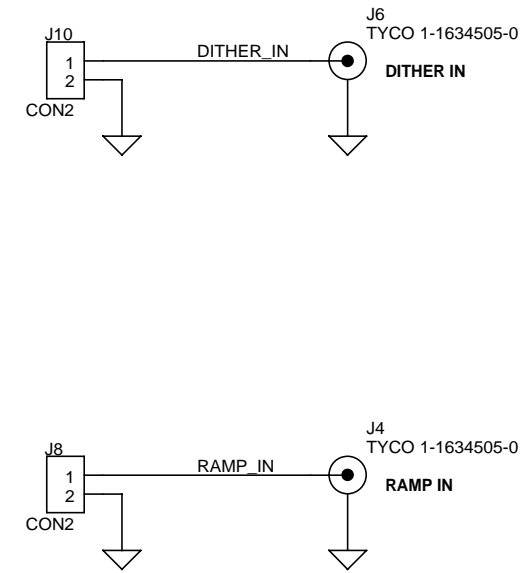 J6
TYCO 1-1634505-0
J10
DITHER_IN
1
DITHER IN
2
CON2
J4
TYCO 1-1634505-0
J8
RAMP_IN
1
RAMP IN
2
CON2